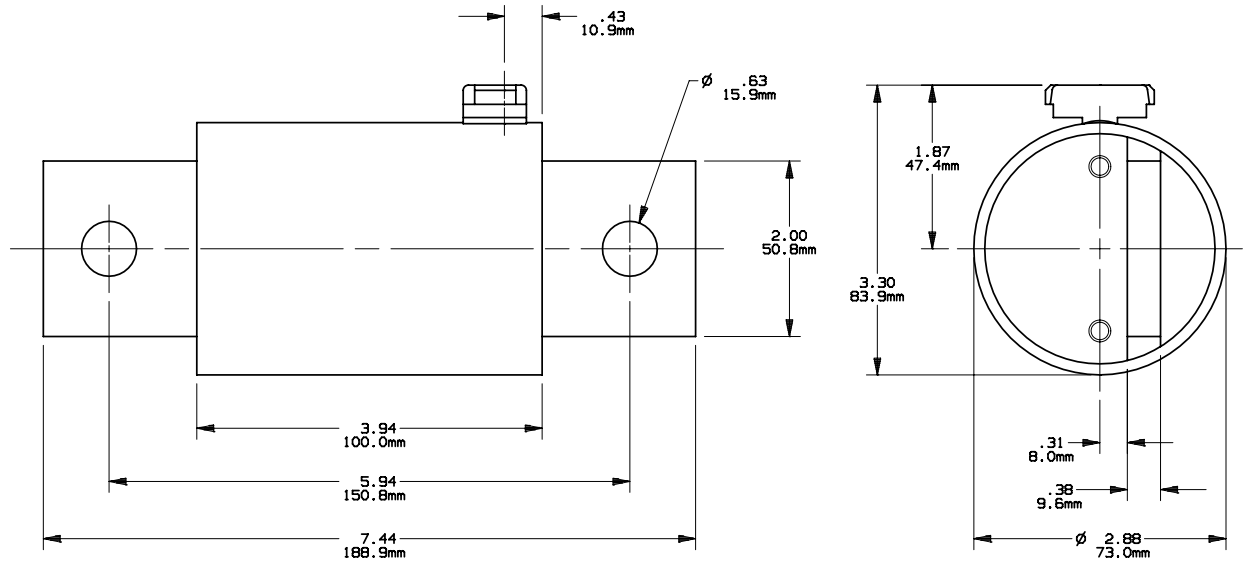 .43
10.9mm
Ø .63
15.9mm
2.00
50.8mm
3.94
100.0mm
5.94
150.8mm
7.44
188.9mm
1.87
47.4mm
3.30
83.9mm
.31
8.0mm
.38
9.6mm
Ø 2.88
73.0mm